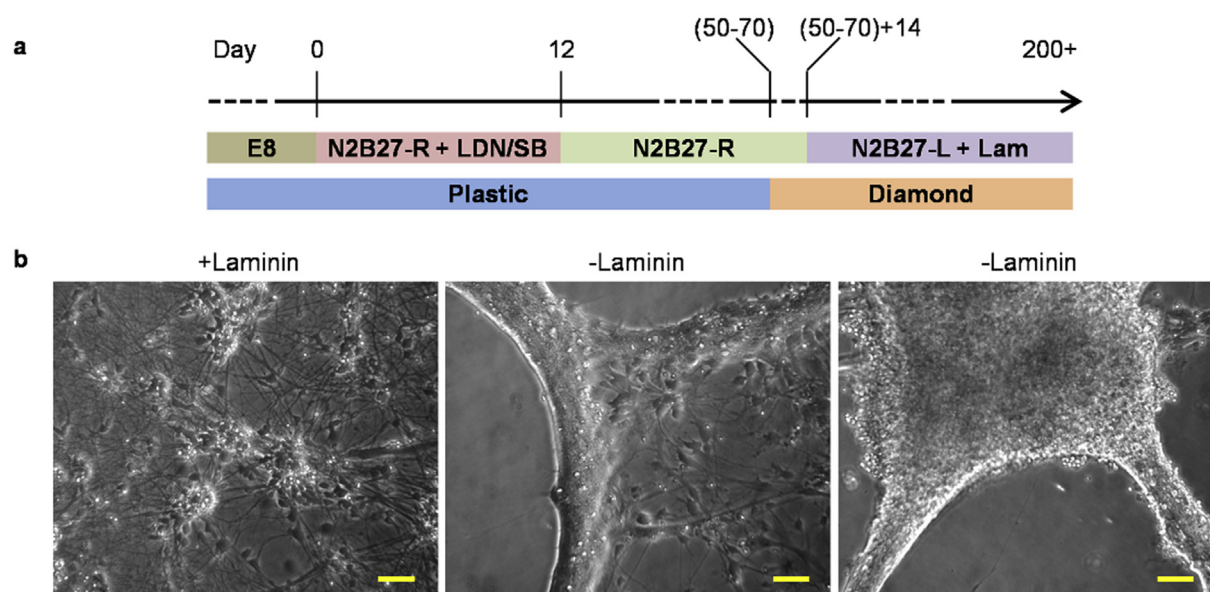 a
Day 0 12 (50-70) (50-70)+14 200+
E8 N2B27-R + LDN/SB N2B27-R N2B27-L + Lam
Plastic Diamond
b
+Laminin -Laminin -Laminin